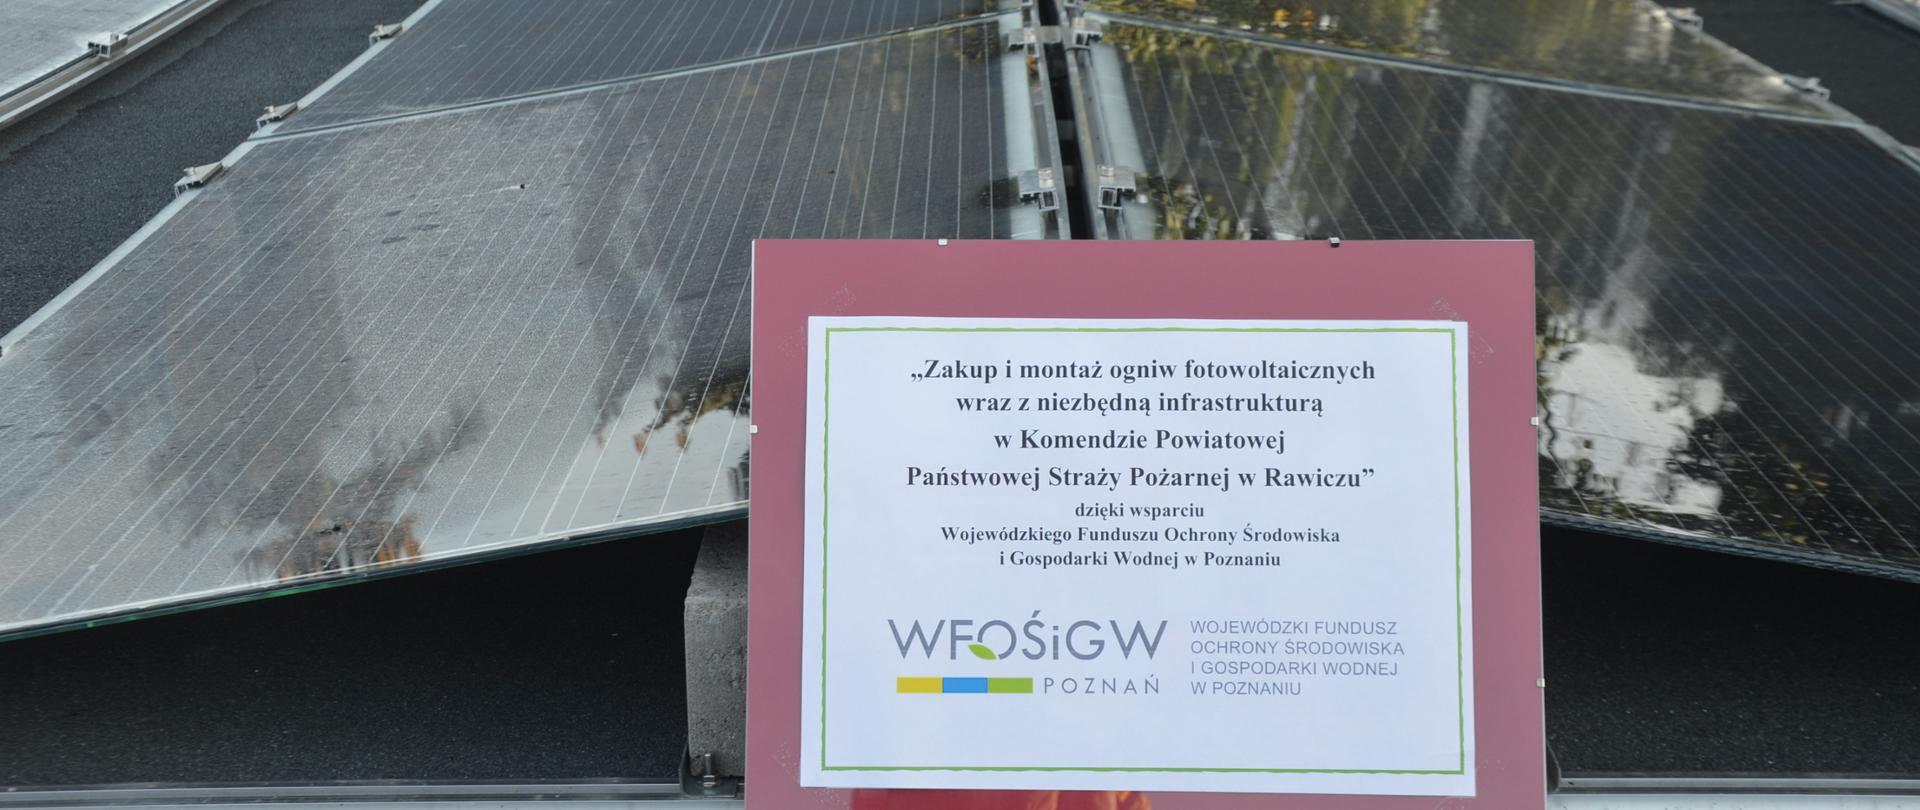 „Zakup i montaż ogniw fotowoltaicznych
wraz z niezbędną infrastrukturą
w Komendzie Powiatowej
Państwowej Straży Pożarnej w Rawiczu”
dzięki wsparciu
Wojewódzkiego Funduszu Ochrony Środowiska
i Gospodarki Wodnej w Poznaniu
WFOŚiGW
POZNAŃ
WOJEWÓDZKI FUNDUSZ
OCHRONY ŚRODOWISKA
I GOSPODARKI WODNEJ
W POZNANIU